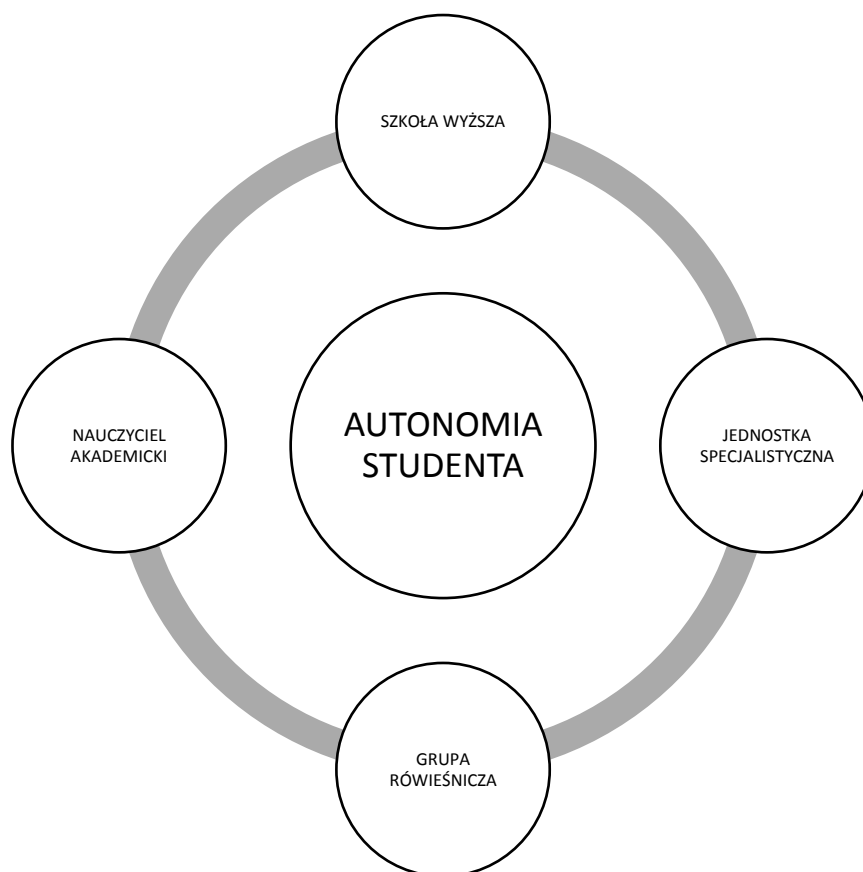 SZKOŁA WYŻSZA
NAUCZYCIEL
AKADEMICKI
AUTONOMIA
STUDENTA
JEDNOSTKA
SPECJALISTYCZNA
GRUPA
RÓWIEŚNICZA